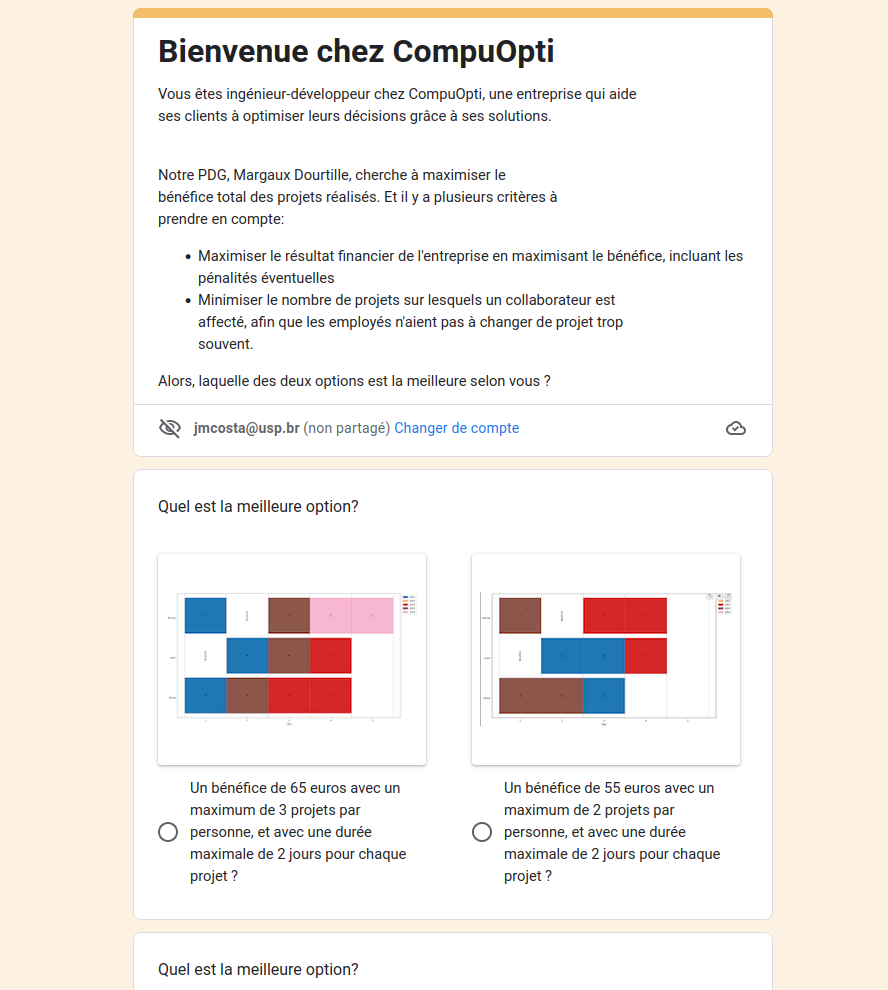 Bienvenue chez CompuOpti
Vous êtes ingénieur-développeur chez CompuOpti, une entreprise qui aide
ses clients à optimiser leurs décisions grâce à ses solutions.
Notre PDG, Margaux Dourtille, cherche à maximiser le
bénéfice total des projets réalisés. Et il y a plusieurs critères à
prendre en compte:
• Maximiser le résultat financier de l'entreprise en maximisant le bénéfice, incluant les
pénalités éventuelles
• Minimiser le nombre de projets sur lesquels un collaborateur est
affecté, afin que les employés n'aient pas à changer de projet trop
souvent.
Alors, laquelle des deux options est la meilleure selon vous ?
jmcosta@usp.br (non partagé) Changer de compte
Quel est la meilleure option?
Un bénéfice de 65 euros avec un
maximum de 3 projets par
personne, et avec une durée
maximale de 2 jours pour chaque
projet ?
Un bénéfice de 55 euros avec un
maximum de 2 projets par
personne, et avec une durée
maximale de 2 jours pour chaque
projet ?
Quel est la meilleure option?